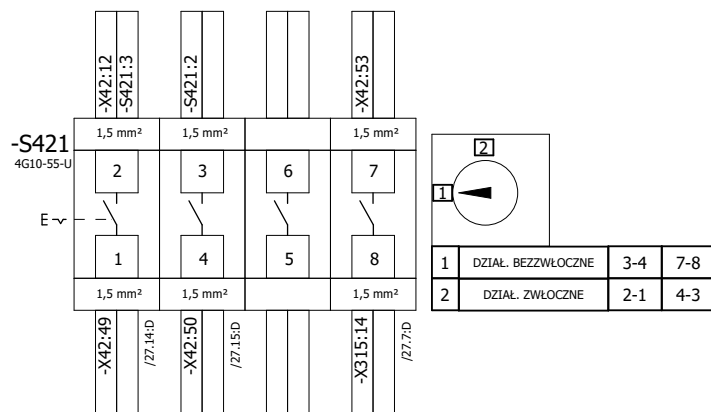 -X42:12
-S421:3
-S421:2
-X42:53
-S421
4G10-55-U
1,5 mm²
1,5 mm²
1,5 mm²
2
3
6
7
E
1
4
5
8
1,5 mm²
1,5 mm²
1,5 mm²
-X42:49
/27.14:D
-X42:50
/27.15:D
-X315:14
/27.7:D
2
1
1 DZIAŁ. BEZZWŁOCZNE 3-4 7-8
2 DZIAŁ. ZWŁOCZNE 2-1 4-3